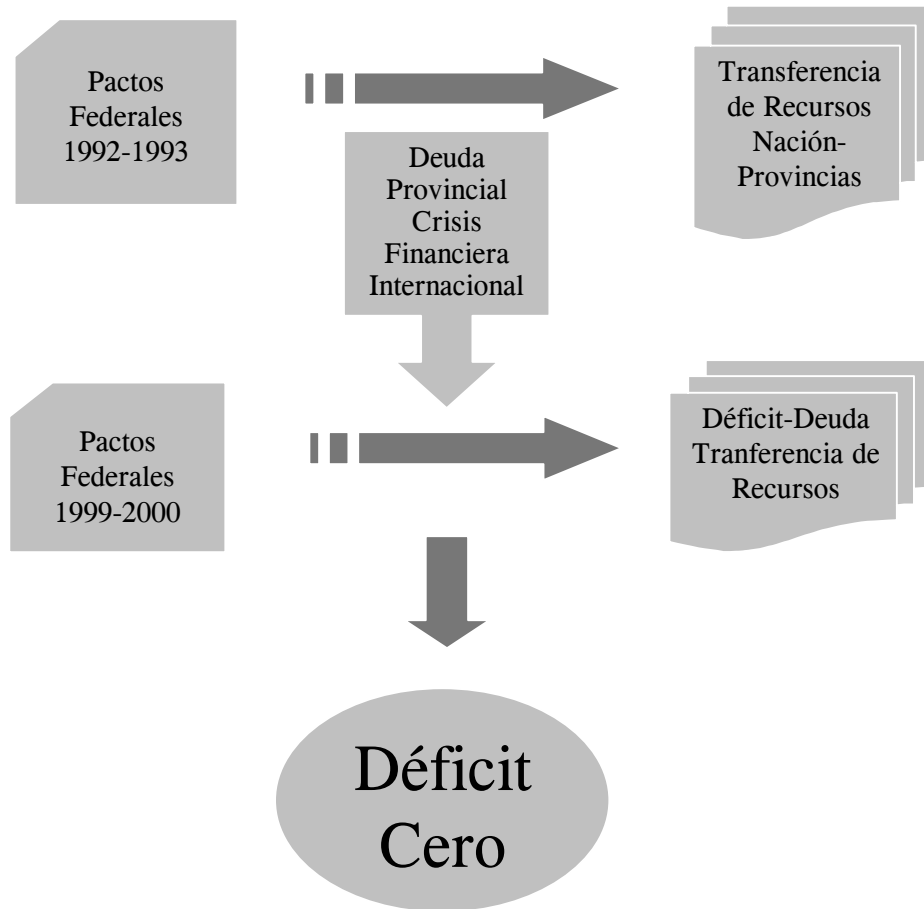 Pactos
Federales
1992-1993
Transferencia
de Recursos
Nación-
Provincias
Deuda
Provincial
Crisis
Financiera
Internacional
Pactos
Federales
1999-2000
Déficit-Deuda
Tranferencia de
Recursos
Déficit
Cero